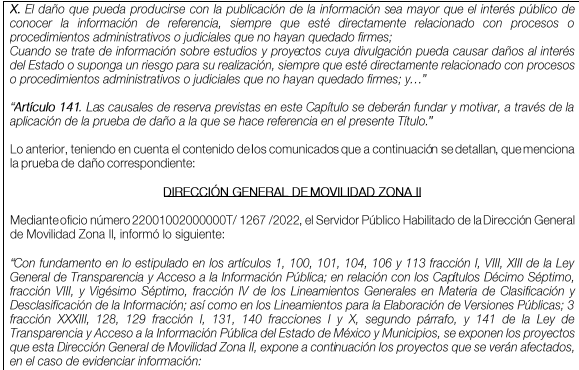 X. El daño que pueda producirse con la publicación de la información sea mayor que el interés público de
conocer la información de referencia, siempre que esté directamente relacionado con procesos o
procedimientos administrativos o judiciales que no hayan quedado firmes;
Cuando se trate de información sobre estudios y proyectos cuya divulgación pueda causar daños al interés
del Estado o suponga un riesgo para su realización, siempre que esté directamente relacionado con procesos
o procedimientos administrativos o judiciales que no hayan quedado firmes; y…”
“Artículo 141. Las causales de reserva previstas en este Capítulo se deberán fundar y motivar, a través de la
aplicación de la prueba de daño a la que se hace referencia en el presente Título.”
Lo anterior, teniendo en cuenta el contenido de los comunicados que a continuación se detallan, que menciona
la prueba de daño correspondiente:
DIRECCIÓN GENERAL DE MOVILIDAD ZONA II
Mediante oficio número 22001002000000T/ 1267 /2022, el Servidor Público Habilitado de la Dirección General
de Movilidad Zona II, informó lo siguiente:
“Con fundamento en lo estipulado en los artículos 1, 100, 101, 104, 106 y 113 fracción I, VIII, XIII de la Ley
General de Transparencia y Acceso a la Información Pública; en relación con los Capítulos Décimo Séptimo,
fracción VIII, y Vigésimo Séptimo, fracción IV de los Lineamientos Generales en Materia de Clasificación y
Desclasificación de la Información; así como en los Lineamientos para la Elaboración de Versiones Públicas; 3
fracción XXXIII, 128, 129 fracción I, 131, 140 fracciones I y X, segundo párrafo, y 141 de la Ley de
Transparencia y Acceso a la Información Pública del Estado de México y Municipios, se exponen los proyectos
que esta Dirección General de Movilidad Zona II, expone a continuación los proyectos que se verán afectados,
en el caso de evidenciar información: